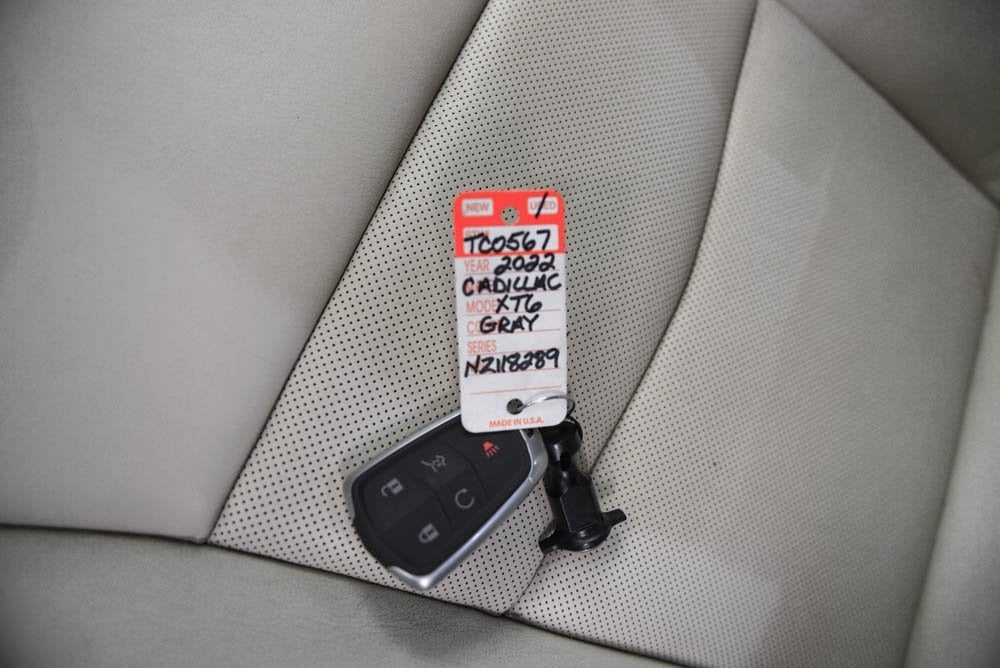 NEW USED
TC0567
YEAR 2022
CADILLAC
MODEL XT6
GRAY
SERIES
NZ118289
MADE IN U.S.A.